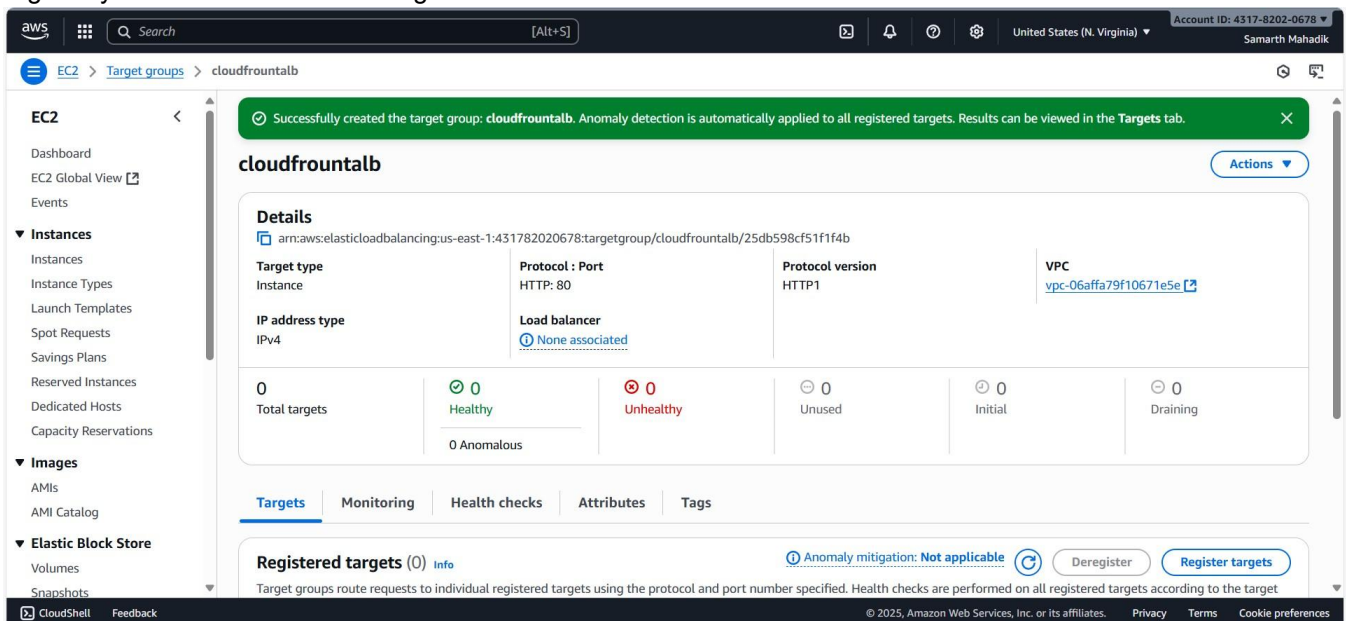 aws
Search [Alt+S]
United States (N. Virginia) ▼
Account ID: 4317-8202-0678 ▼
Samarth Mahadik
EC2 > Target groups > cloudfrountalb
EC2
Dashboard
EC2 Global View
Events
▼ Instances
Instances
Instance Types
Launch Templates
Spot Requests
Savings Plans
Reserved Instances
Dedicated Hosts
Capacity Reservations
▼ Images
AMIs
AMI Catalog
▼ Elastic Block Store
Volumes
Snapshots
Successfully created the target group: cloudfrountalb. Anomaly detection is automatically applied to all registered targets. Results can be viewed in the Targets tab.
cloudfrountalb
Actions ▼
Details
arn:aws:elasticloadbalancing:us-east-1:431782020678:targetgroup/cloudfrountalb/25db598cf51f1f4b
Target type
Instance
Protocol : Port
HTTP: 80
Protocol version
HTTP1
VPC
vpc-06affa79f10671e5e
IP address type
IPv4
Load balancer
None associated
0
Total targets
0
Healthy
0 Anomalous
0
Unhealthy
0
Unused
0
Initial
0
Draining
Targets Monitoring Health checks Attributes Tags
Registered targets (0) Info
Anomaly mitigation: Not applicable
Deregister
Register targets
Target groups route requests to individual registered targets using the protocol and port number specified. Health checks are performed on all registered targets according to the target
CloudShell Feedback
© 2025, Amazon Web Services, Inc. or its affiliates. Privacy Terms Cookie preferences